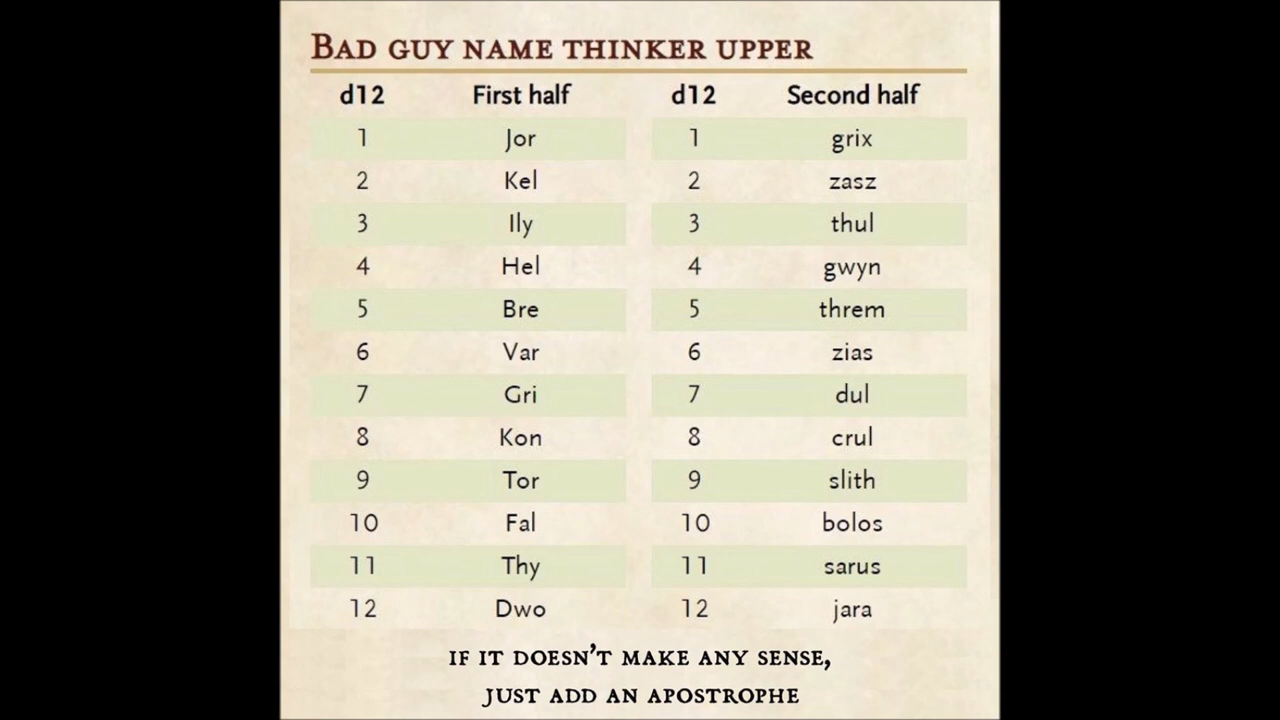 Bad guy name thinker upper
d12 First half d12 Second half
1 Jor 1 grix
2 Kel 2 zasz
3 Ily 3 thul
4 Hel 4 gwyn
5 Bre 5 threm
6 Var 6 zias
7 Gri 7 dul
8 Kon 8 crul
9 Tor 9 slith
10 Fal 10 bolos
11 Thy 11 sarus
12 Dwo 12 jara
if it doesn't make any sense,
just add an apostrophe